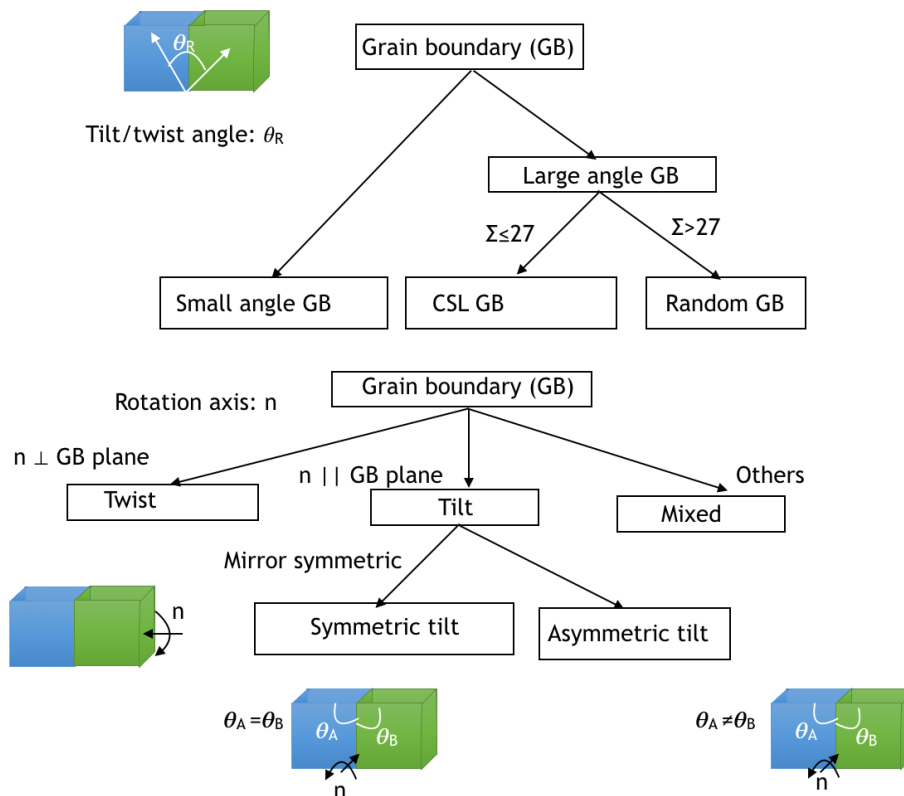 θR
Grain boundary (GB)
Tilt/twist angle: θR
Large angle GB
Σ≤27
Σ>27
Small angle GB
CSL GB
Random GB
Grain boundary (GB)
Rotation axis: n
n ⊥ GB plane
n || GB plane
Others
Twist
Tilt
Mixed
Mirror symmetric
n
Symmetric tilt
Asymmetric tilt
θA =θB
θA
θB
n
θA ≠θB
θA
θB
n